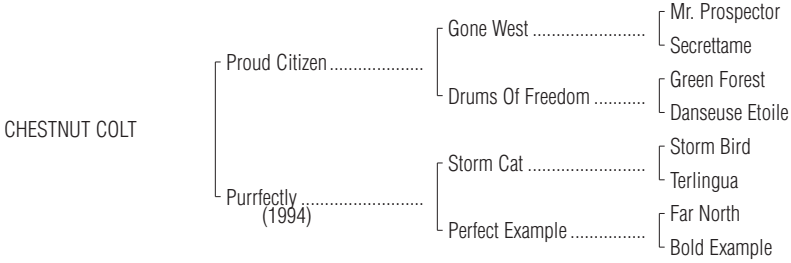 Mr. Prospector
Gone West ........................
Secrettame
Proud Citizen ....................
Green Forest
Drums Of Freedom ...........
Danseuse Etoile
CHESTNUT COLT
Storm Bird
Storm Cat .........................
Terlingua
Purrfectly ..........................
(1994)
Far North
Perfect Example ................
Bold Example